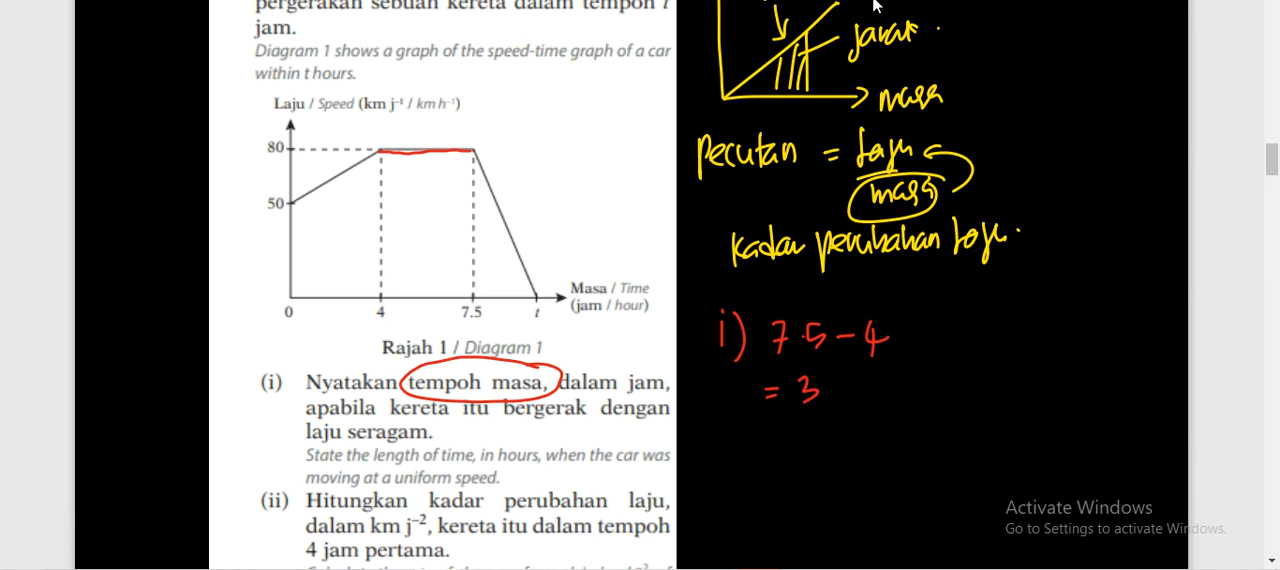 pergerakan sebuah kereta dalam tempoh t
jam.
Diagram 1 shows a graph of the speed-time graph of a car
within t hours.
Laju / Speed (km j⁻¹ / km h⁻¹)
80
50
0
4
7.5
t
Masa / Time
(jam / hour)
Rajah 1 / Diagram 1
(i) Nyatakan tempoh masa, dalam jam,
apabila kereta itu bergerak dengan
laju seragam.
State the length of time, in hours, when the car was
moving at a uniform speed.
(ii) Hitungkan kadar perubahan laju,
dalam km j⁻², kereta itu dalam tempoh
4 jam pertama.
jarak
masa
Pecutan = laju
masa
kadar perubahan laju.
i) 7.5 - 4
= 3
Activate Windows
Go to Settings to activate Windows.